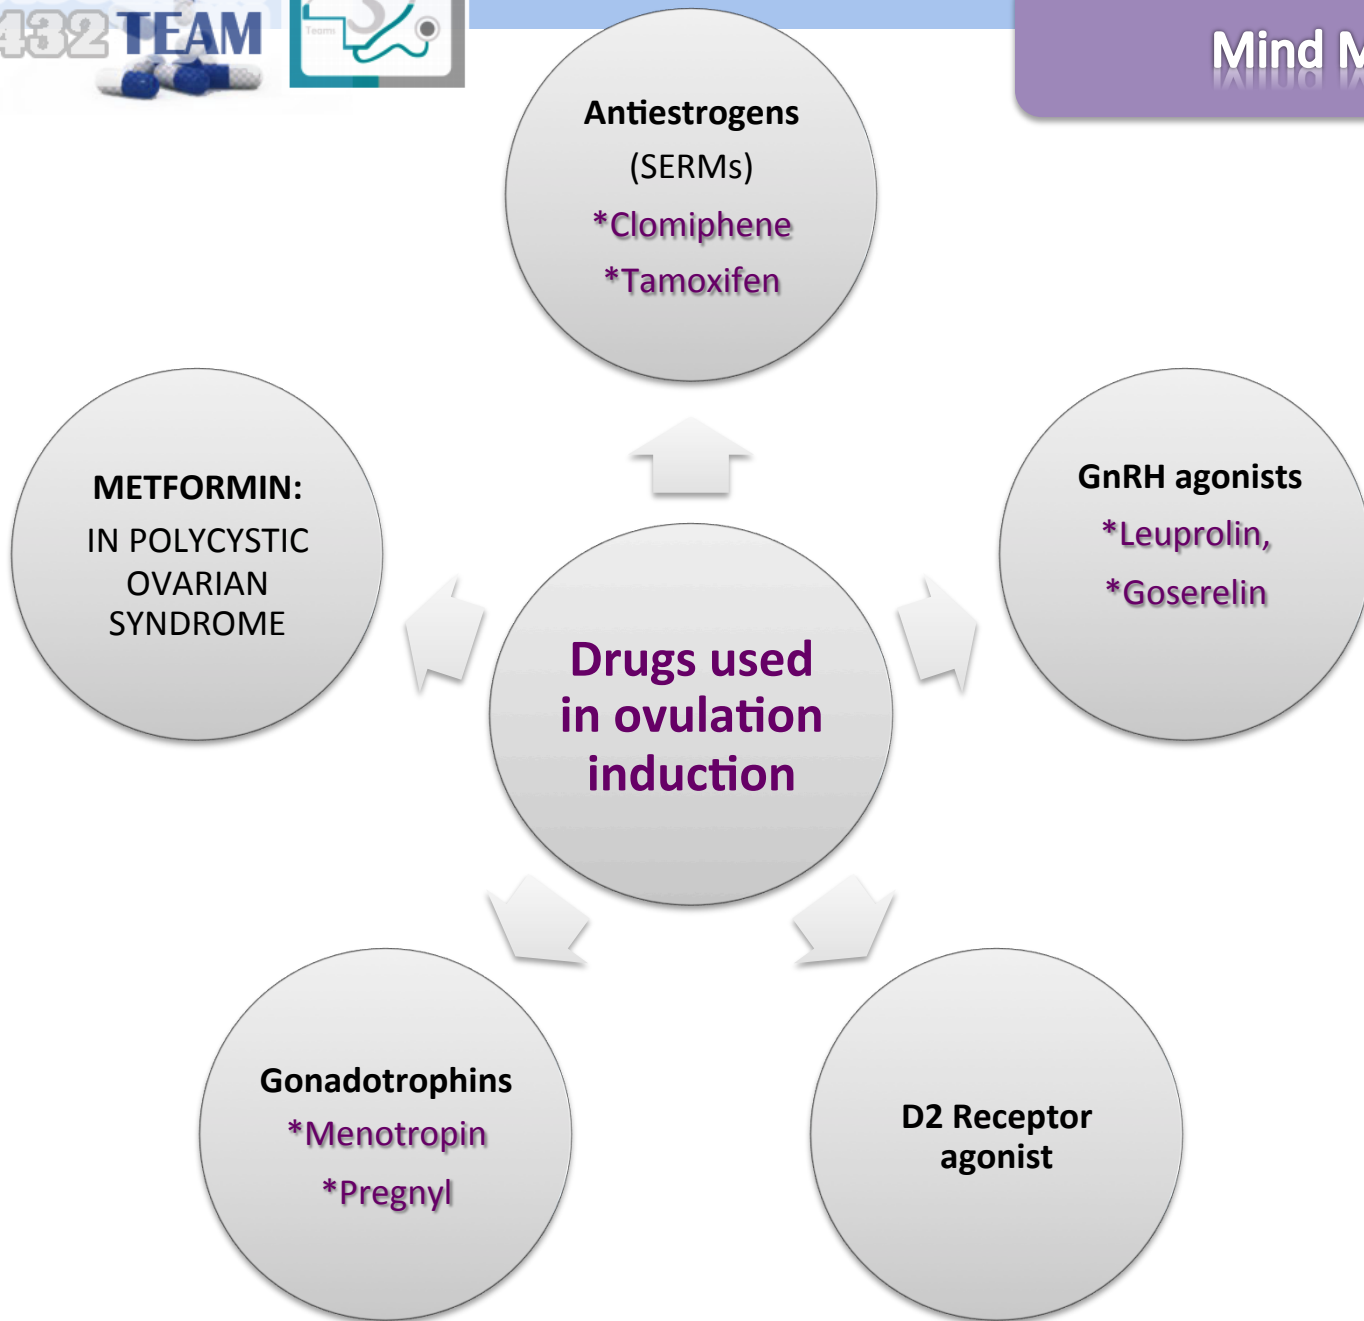 432 TEAM
Teams
Mind M
Antiestrogens
(SERMs)
*Clomiphene
*Tamoxifen
METFORMIN:
IN POLYCYSTIC
OVARIAN
SYNDROME
GnRH agonists
*Leuprolin,
*Goserelin
Drugs used
in ovulation
induction
Gonadotrophins
*Menotropin
*Pregnyl
D2 Receptor
agonist